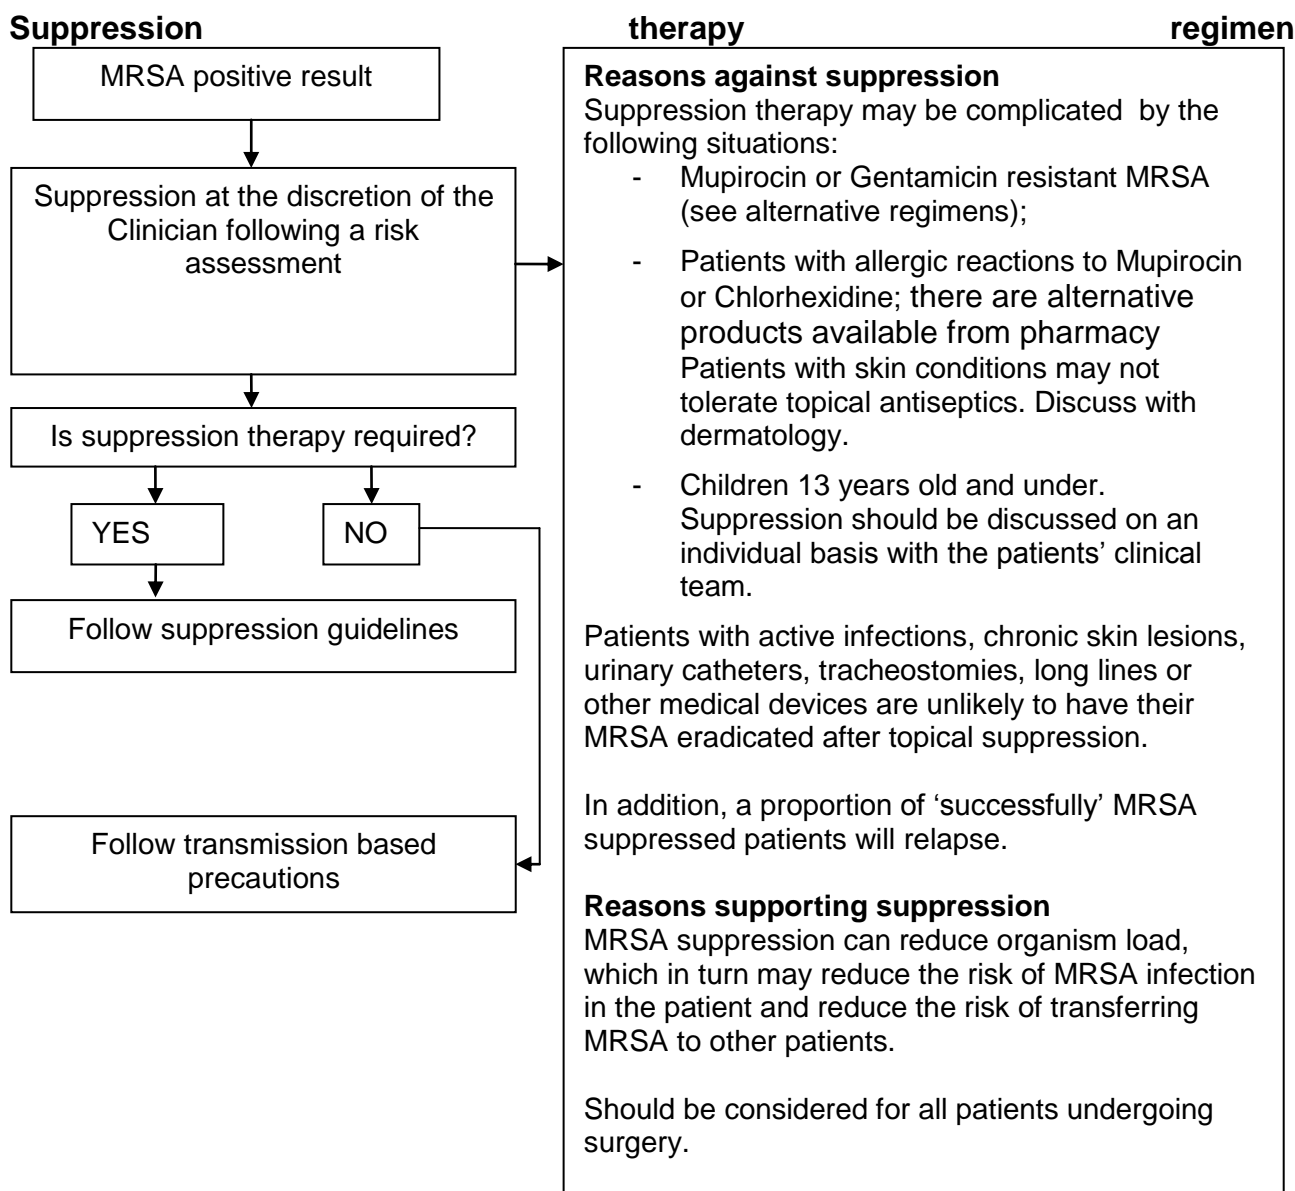 Suppression therapy regimen
MRSA positive result
Suppression at the discretion of the
Clinician following a risk
assessment
Is suppression therapy required?
YES
NO
Follow suppression guidelines
Follow transmission based
precautions
Reasons against suppression
Suppression therapy may be complicated by the
following situations:
- Mupirocin or Gentamicin resistant MRSA
(see alternative regimens);
- Patients with allergic reactions to Mupirocin
or Chlorhexidine; there are alternative
products available from pharmacy
Patients with skin conditions may not
tolerate topical antiseptics. Discuss with
dermatology.
- Children 13 years old and under.
Suppression should be discussed on an
individual basis with the patients’ clinical
team.
Patients with active infections, chronic skin lesions,
urinary catheters, tracheostomies, long lines or
other medical devices are unlikely to have their
MRSA eradicated after topical suppression.
In addition, a proportion of ‘successfully’ MRSA
suppressed patients will relapse.
Reasons supporting suppression
MRSA suppression can reduce organism load,
which in turn may reduce the risk of MRSA infection
in the patient and reduce the risk of transferring
MRSA to other patients.
Should be considered for all patients undergoing
surgery.